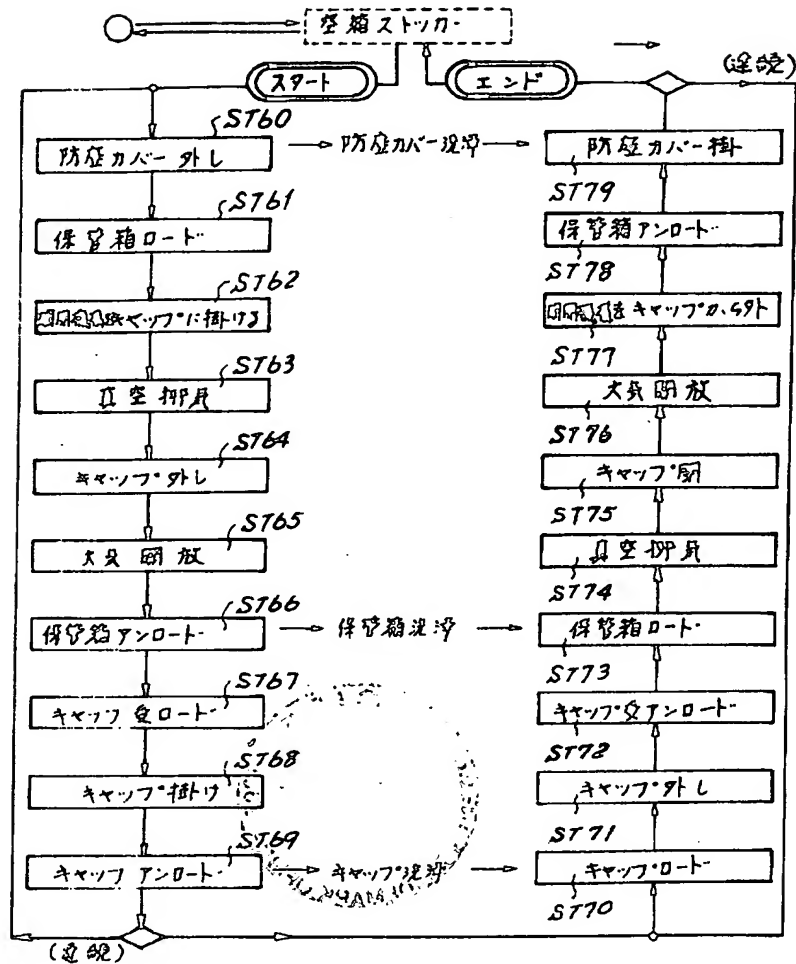 空箱ストッカー
スタート
エンド
(連続)
ST60
防塵カバー外し
防塵カバー洗浄
防塵カバー掛
ST79
ST61
保管箱ロード
保管箱アンロード
ST78
ST62
キャップに掛ける
をキャップから外
ST77
ST63
真空排気
大気開放
ST76
ST64
キャップ外し
キャップ閉
ST75
ST65
大気開放
真空排気
ST74
ST66
保管箱アンロード
保管箱洗浄
保管箱ロード
ST73
ST67
キャップ受ロード
キャップ受アンロード
ST72
ST68
キャップ掛け
キャップ外し
ST71
ST69
キャップアンロード
キャップ洗浄
キャップロード
ST70
(連続)